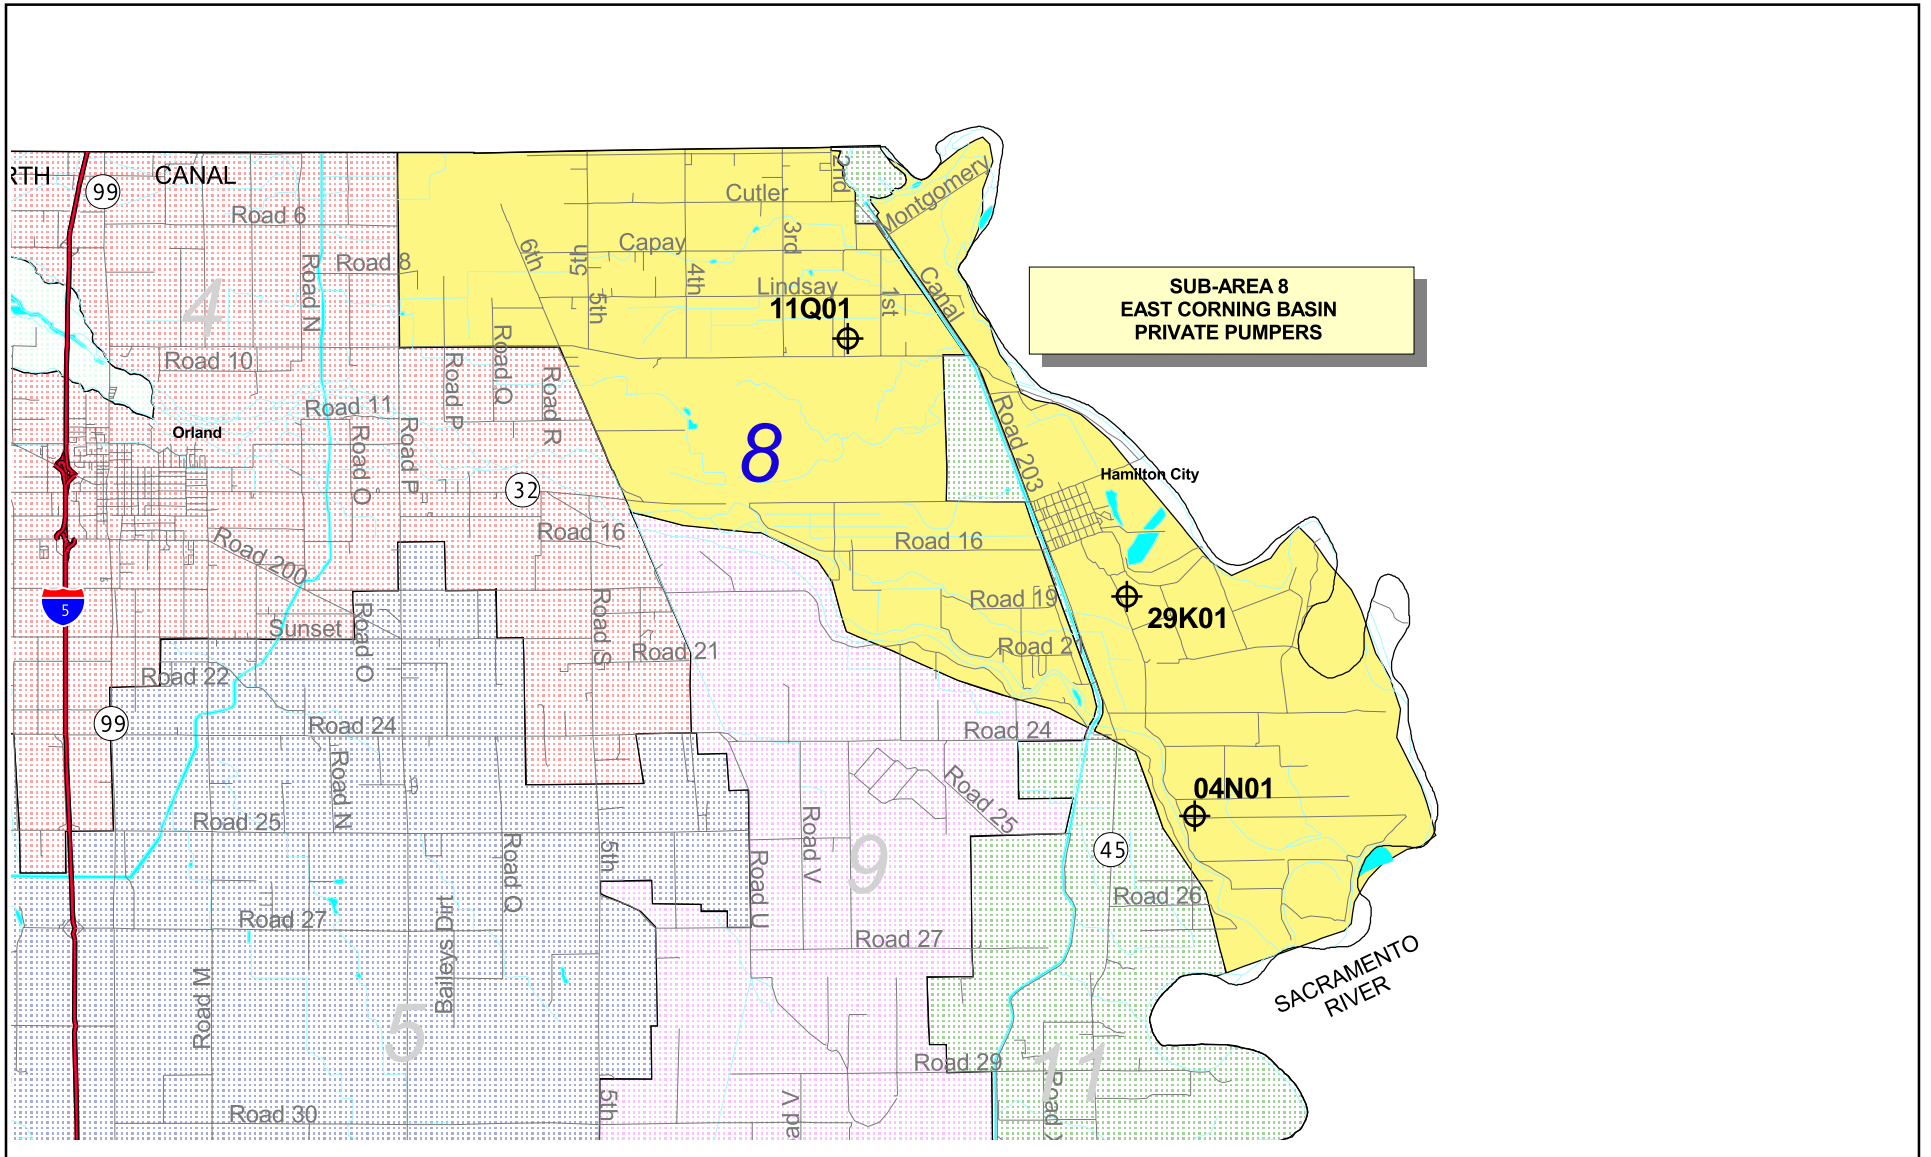 RTH
CANAL
99
2nd
Montgomery
Cutler
Road 6
3rd
6th
5th
Capay
4th
Road N
Road 8
Canal
Lindsay
1st
5th
11Q01
SUB-AREA 8
EAST CORNING BASIN
PRIVATE PUMPERS
4
Road 10
Road P
Road Q
Road R
Road 11
Road 203
Orland
Road O
Road P
8
Hamilton City
32
Road 16
Road 16
Road 200
5
Road 19
29K01
Sunset
Road O
Road S
Road 21
Road 21
Road 22
99
Road 24
Road 24
Road N
Road 25
04N01
Road 25
Road V
Road Q
5th
9
45
Road U
Road 26
Road 27
Baileys Dirt
Road 27
SACRAMENTO
RIVER
Road M
5
Road 29
11
Road X
Road 30
5th
V pa